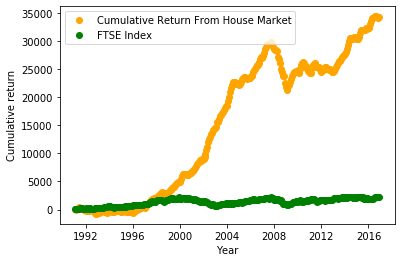 Cumulative Return From House Market
FTSE Index
35000
30000
25000
20000
15000
10000
5000
0
Cumulative return
1992 1996 2000 2004 2008 2012 2016
Year